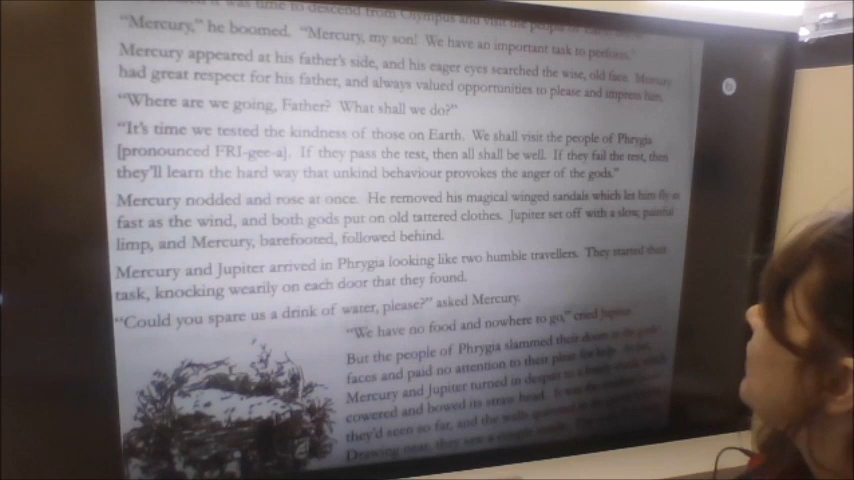 it was time to descend from Olympus and visit the people of
"Mercury," he boomed. "Mercury, my son! We have an important task to perform."
Mercury appeared at his father's side, and his eager eyes searched the wise, old face. Mercury
had great respect for his father, and always valued opportunities to please and impress him.
"Where are we going, Father? What shall we do?"
"It's time we tested the kindness of those on Earth. We shall visit the people of Phrygia
[pronounced FRI-gee-a]. If they pass the test, then all shall be well. If they fail the test, then
they'll learn the hard way that unkind behaviour provokes the anger of the gods."
Mercury nodded and rose at once. He removed his magical winged sandals which let him fly as
fast as the wind, and both gods put on old tattered clothes. Jupiter set off with a slow, painful
limp, and Mercury, barefooted, followed behind.
Mercury and Jupiter arrived in Phrygia looking like two humble travellers. They started their
task, knocking wearily on each door that they found.
"Could you spare us a drink of water, please?" asked Mercury.
"We have no food and nowhere to go," cried Jupiter.
But the people of Phrygia slammed their doors in the gods'
faces and paid no attention to their pleas for help.
Mercury and Jupiter turned in despair to a
cowered and bowed its straw head. It was the
they'd seen so far, and the walls
Drawing near, they saw a couple